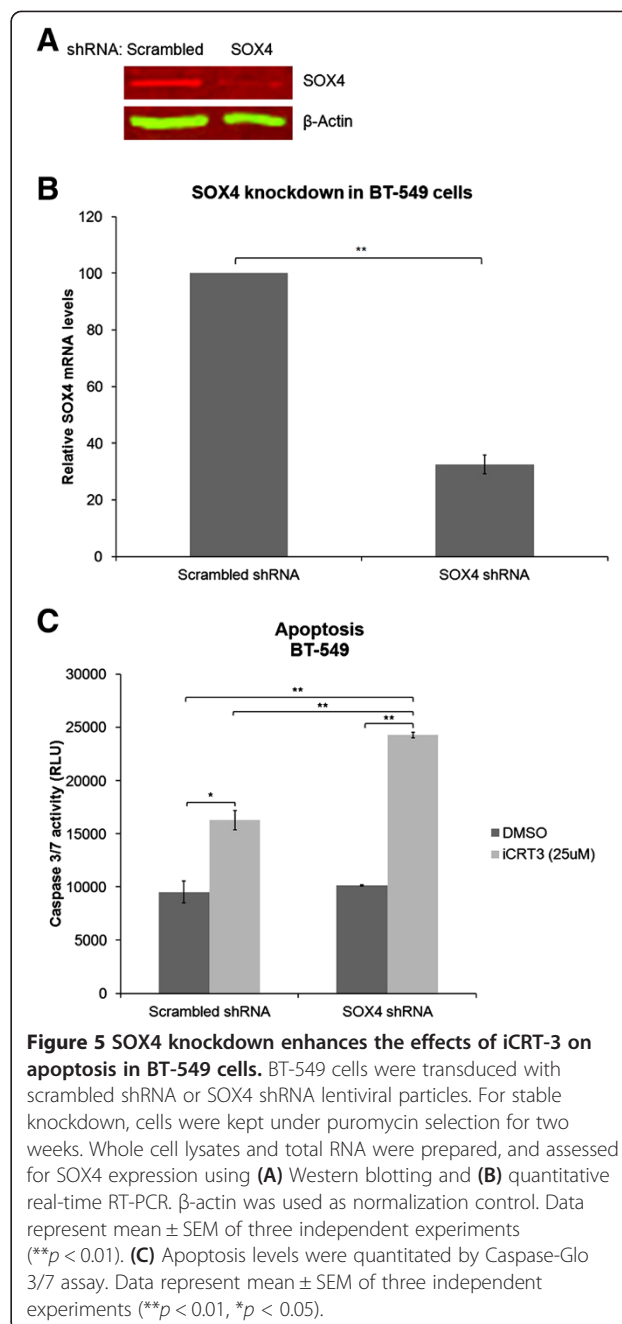 A
shRNA: Scrambled SOX4
SOX4
β-Actin
B
SOX4 knockdown in BT-549 cells
120
**
100
80
60
40
20
0
Relative SOX4 mRNA levels
Scrambled shRNA SOX4 shRNA
C
Apoptosis
BT-549
30000
**
**
25000
**
20000
*
15000
10000
5000
0
Caspase 3/7 activity (RLU)
DMSO
iCRT3 (25uM)
Scrambled shRNA SOX4 shRNA
Figure 5 SOX4 knockdown enhances the effects of iCRT-3 on
apoptosis in BT-549 cells. BT-549 cells were transduced with
scrambled shRNA or SOX4 shRNA lentiviral particles. For stable
knockdown, cells were kept under puromycin selection for two
weeks. Whole cell lysates and total RNA were prepared, and assessed
for SOX4 expression using (A) Western blotting and (B) quantitative
real-time RT-PCR. β-actin was used as normalization control. Data
represent mean ± SEM of three independent experiments
(**p < 0.01). (C) Apoptosis levels were quantitated by Caspase-Glo
3/7 assay. Data represent mean ± SEM of three independent
experiments (**p < 0.01, *p < 0.05).